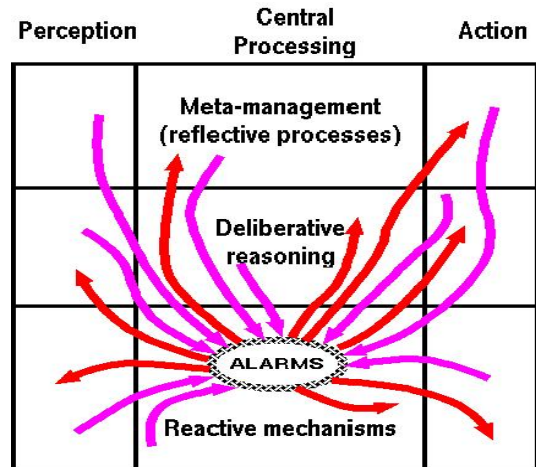 Perception
Central
Processing
Action
Meta-management
(reflective processes)
Deliberative
reasoning
ALARMS
Reactive mechanisms